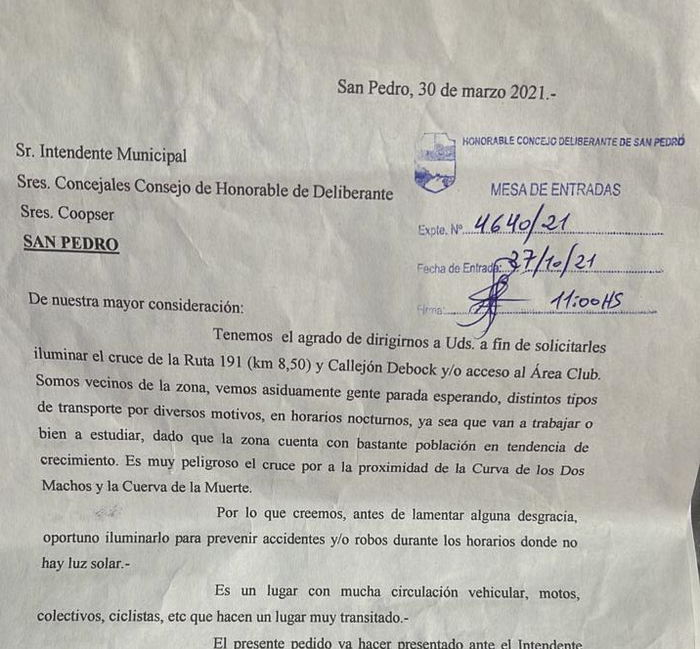 San Pedro, 30 de marzo 2021.-
HONORABLE CONCEJO DELIBERANTE DE SAN PEDRO
MESA DE ENTRADAS
Expte. Nº 4640/21
Fecha de Entrada: 27/10/21
Firma: 11:00 HS
Sr. Intendente Municipal
Sres. Concejales Consejo de Honorable de Deliberante
Sres. Coopser
SAN PEDRO
De nuestra mayor consideración:
Tenemos el agrado de dirigirnos a Uds. a fin de solicitarles
iluminar el cruce de la Ruta 191 (km 8,50) y Callejón Debock y/o acceso al Área Club.
Somos vecinos de la zona, vemos asiduamente gente parada esperando, distintos tipos
de transporte por diversos motivos, en horarios nocturnos, ya sea que van a trabajar o
bien a estudiar, dado que la zona cuenta con bastante población en tendencia de
crecimiento. Es muy peligroso el cruce por a la proximidad de la Curva de los Dos
Machos y la Cuerva de la Muerte.
Por lo que creemos, antes de lamentar alguna desgracia,
oportuno iluminarlo para prevenir accidentes y/o robos durante los horarios donde no
hay luz solar.-
Es un lugar con mucha circulación vehicular, motos,
colectivos, ciclistas, etc que hacen un lugar muy transitado.-
El presente pedido va hacer presentado ante el Intendente